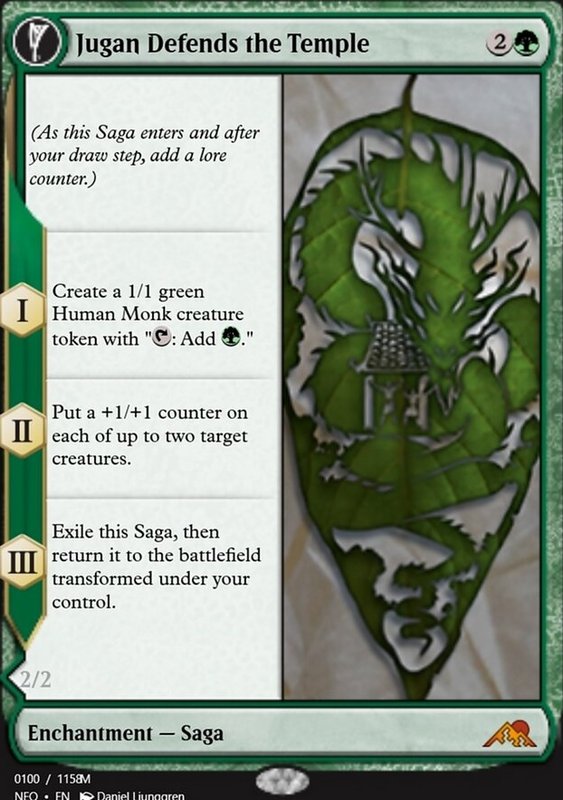 Jugan Defends the Temple 2
(As this Saga enters and after
your draw step, add a lore
counter.)
I
Create a 1/1 green
Human Monk creature
token with ": Add ."
II
Put a +1/+1 counter on
each of up to two target
creatures.
III
Exile this Saga, then
return it to the battlefield
transformed under your
control.
2/2
Enchantment — Saga
0100 / 1158M
NEO • EN Daniel Ljunggren